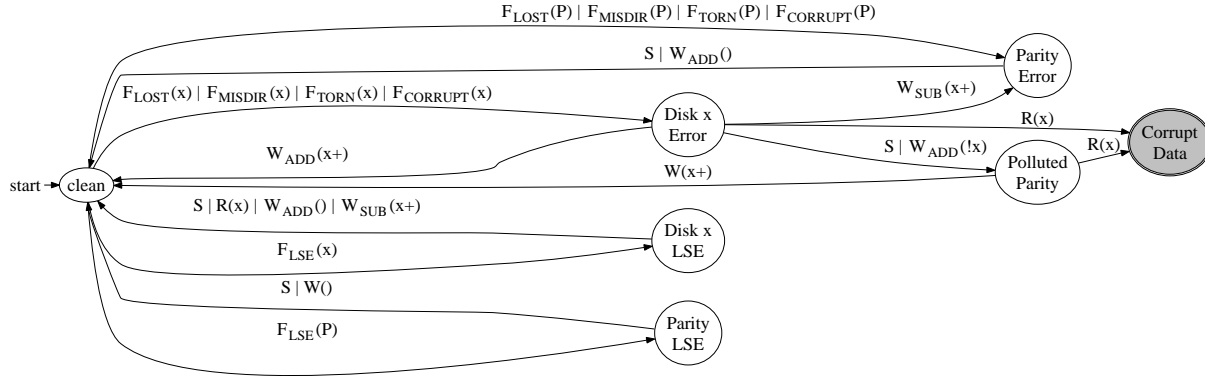 F_LOST(P) | F_MISDIR(P) | F_TORN(P) | F_CORRUPT(P)
S | W_ADD()
Parity
Error
F_LOST(x) | F_MISDIR(x) | F_TORN(x) | F_CORRUPT(x)
W_SUB(x+)
Disk x
Error
R(x)
Corrupt
Data
W_ADD(x+)
S | W_ADD(!x)
R(x)
Polluted
Parity
W(x+)
start
clean
S | R(x) | W_ADD() | W_SUB(x+)
Disk x
LSE
F_LSE(x)
S | W()
Parity
LSE
F_LSE(P)